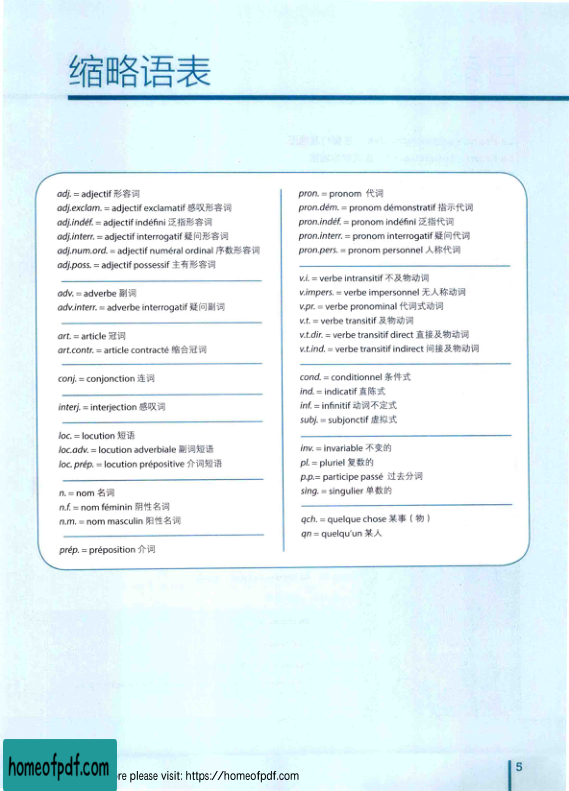 缩略语表
adj. = adjectif 形容词
adj.exclam. = adjectif exclamatif 感叹形容词
adj.indéf. = adjectif indéfini 泛指形容词
adj.interr. = adjectif interrogatif 疑问形容词
adj.num.ord. = adjectif numéral ordinal 序数形容词
adj.poss. = adjectif possessif 主有形容词
adv. = adverbe 副词
adv.interr. = adverbe interrogatif 疑问副词
art. = article 冠词
art.contr. = article contracté 缩合冠词
conj. = conjonction 连词
interj. = interjection 感叹词
loc. = locution 短语
loc.adv. = locution adverbiale 副词短语
loc. prép. = locution prépositive 介词短语
n. = nom 名词
n.f. = nom féminin 阴性名词
n.m. = nom masculin 阳性名词
prép. = préposition 介词
pron. = pronom 代词
pron.dém. = pronom démonstratif 指示代词
pron.indéf. = pronom indéfini 泛指代词
pron.interr. = pronom interrogatif 疑问代词
pron.pers. = pronom personnel 人称代词
v.i. = verbe intransitif 不及物动词
v.impers. = verbe impersonnel 无人称动词
v.pr. = verbe pronominal 代词式动词
v.t. = verbe transitif 及物动词
v.t.dir. = verbe transitif direct 直接及物动词
v.t.ind. = verbe transitif indirect 间接及物动词
cond. = conditionnel 条件式
ind. = indicatif 直陈式
inf. = infinitif 动词不定式
subj. = subjonctif 虚拟式
inv. = invariable 不变的
pl. = pluriel 复数的
p.p.= participe passé 过去分词
sing. = singulier 单数的
qch. = quelque chose 某事（物）
qn = quelqu'un 某人
5
homeofpdf.com
re please visit: https://homeofpdf.com